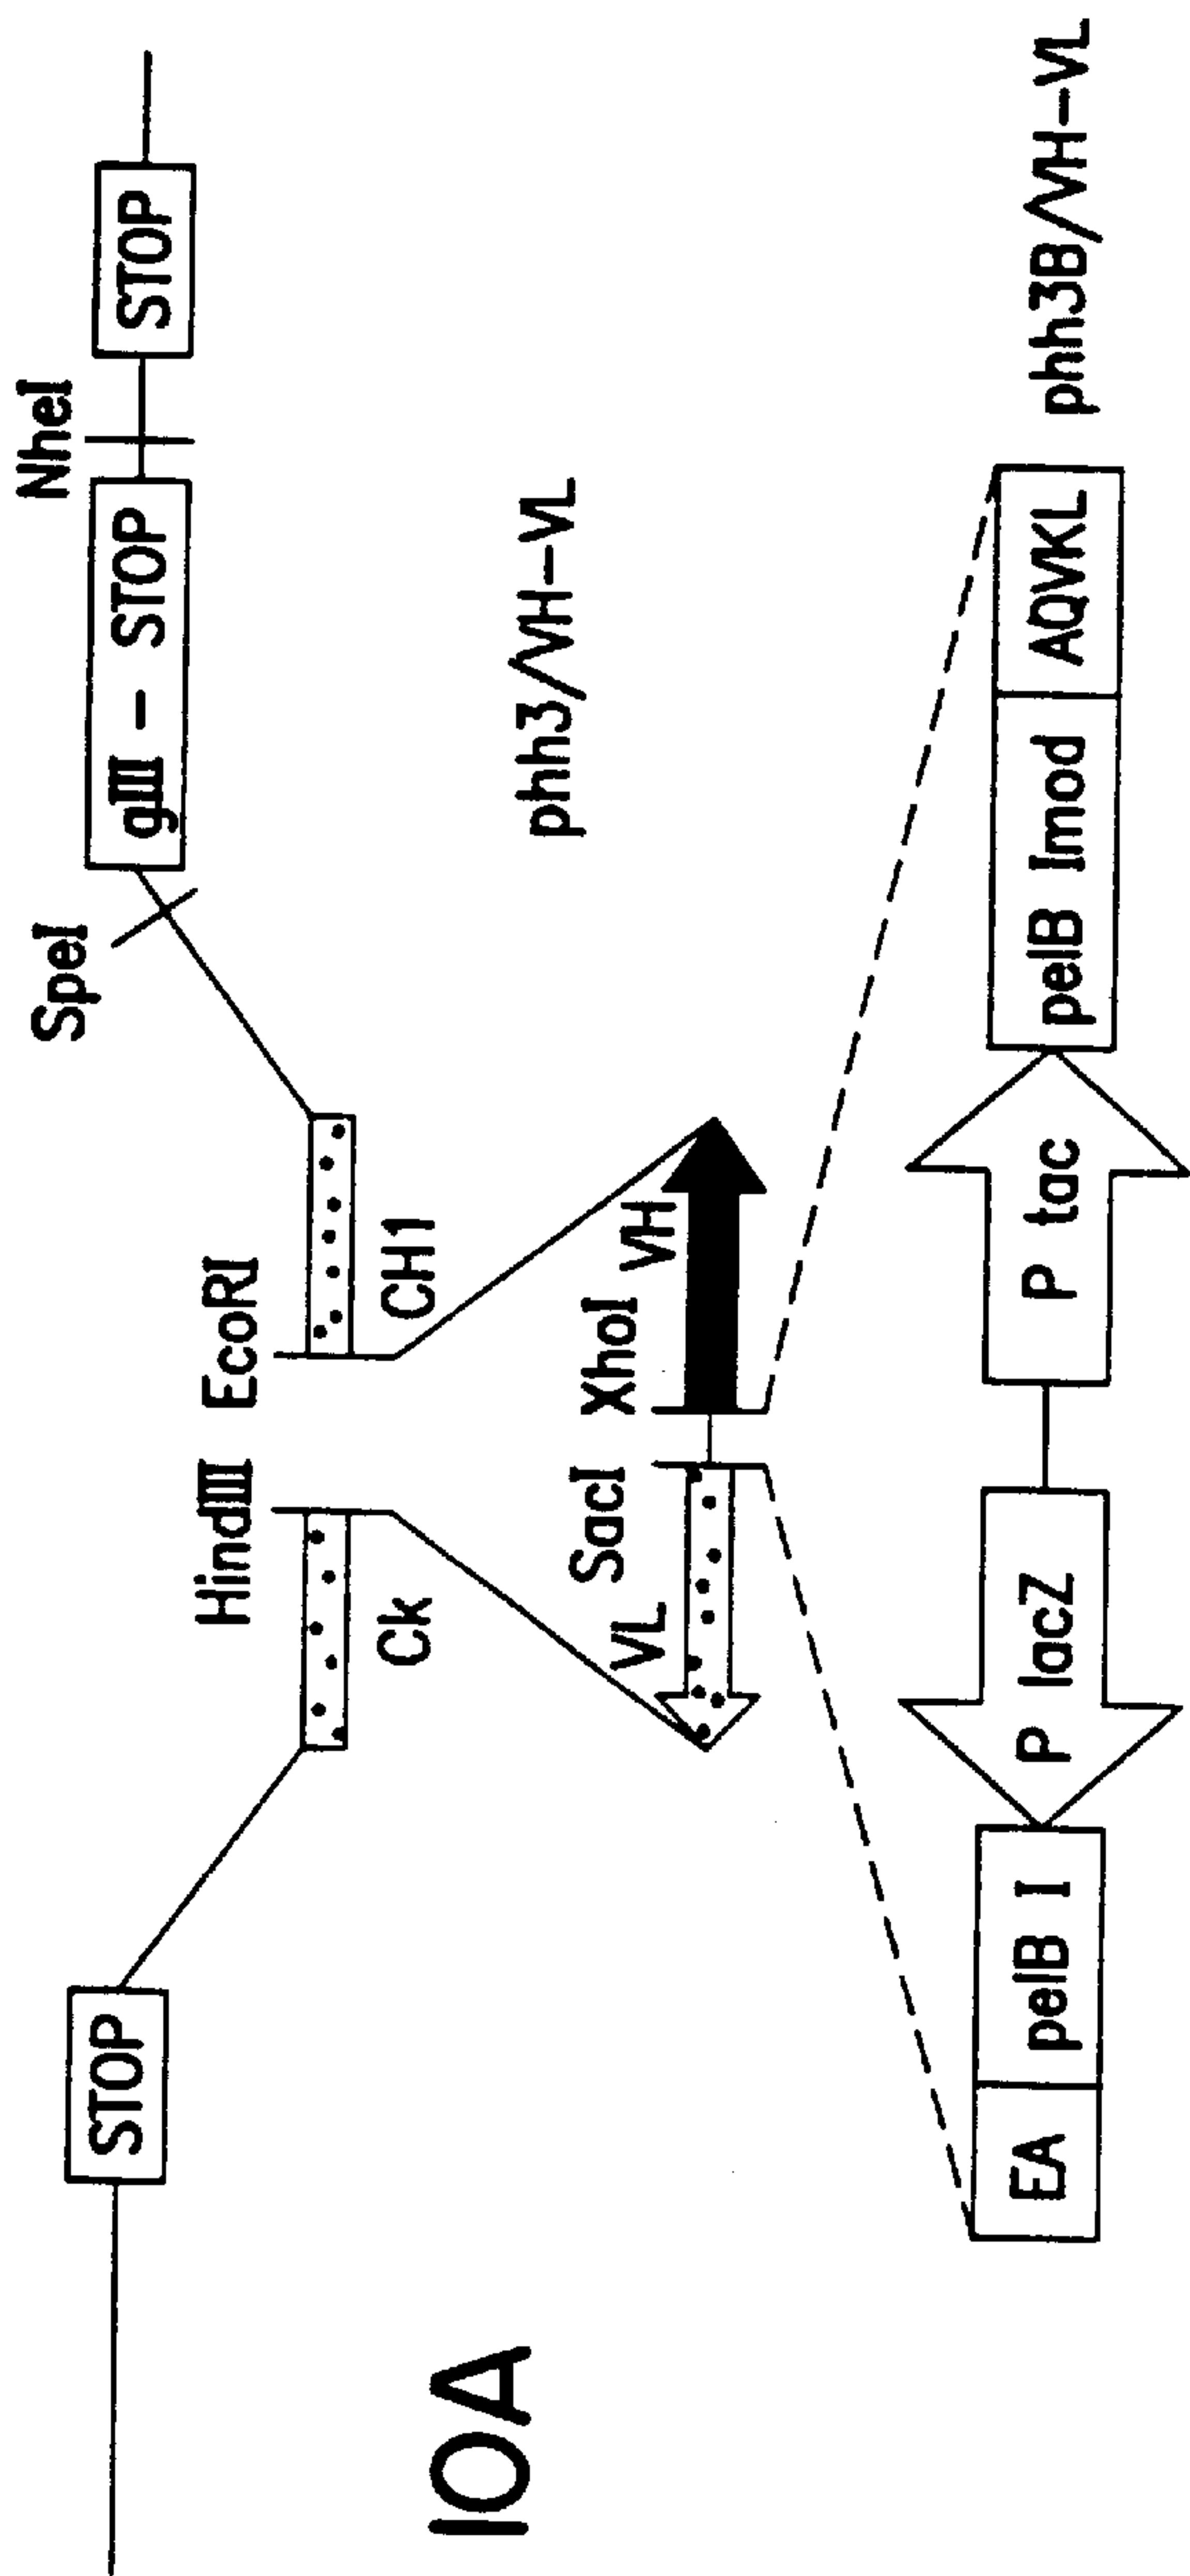 NheI
STOP
gIII - STOP
SpeI
STOP
HindIII EcoRI
Ck
CH1
phh3/VH-VL
SacI XhoI
VL
VH
10A
EA
pelB I
P lacZ
P tac
pelB Imod
AQVKL
phh3B/VH-VL